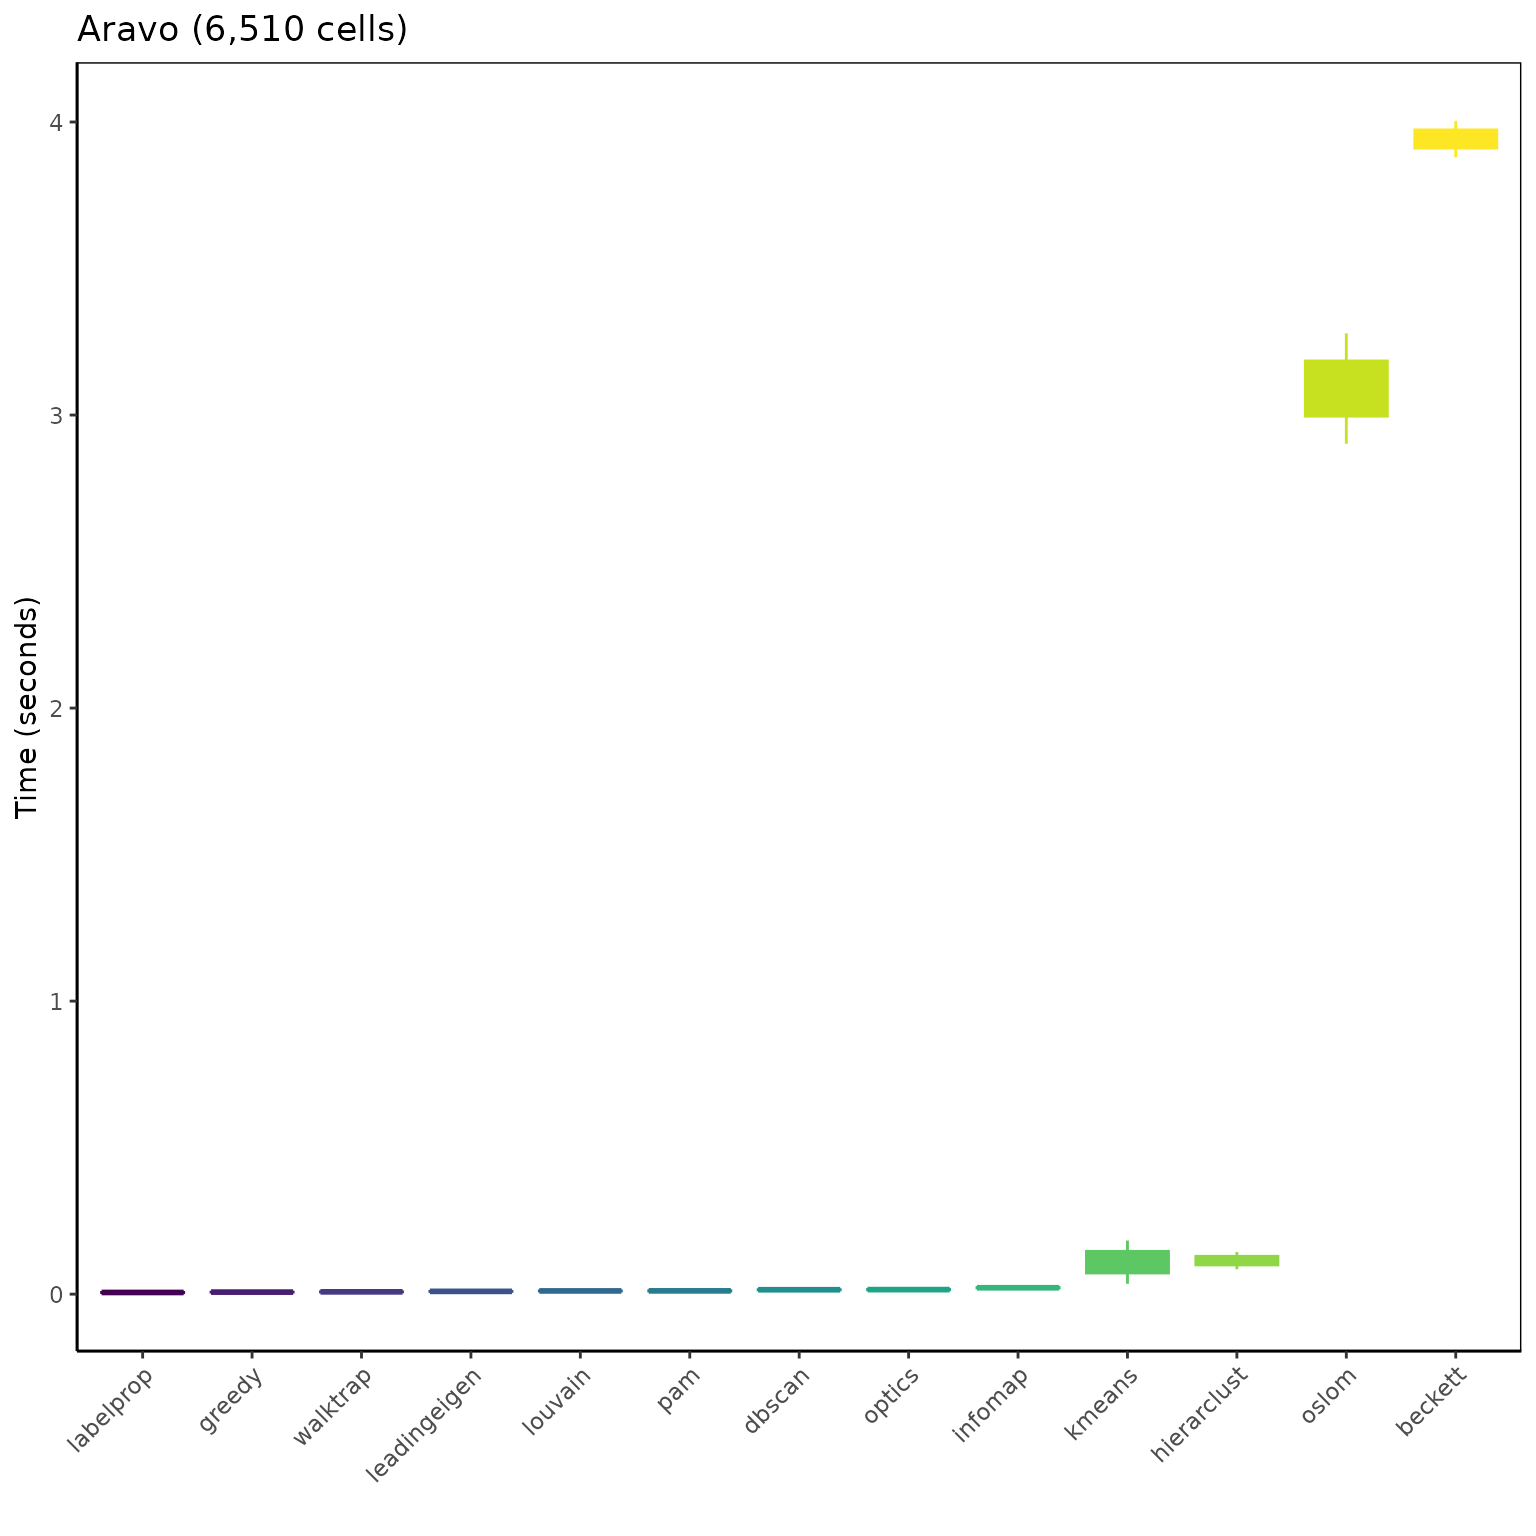 Aravo (6,510 cells)
Time (seconds)
4
3
2
1
0
labelprop
greedy
walktrap
leadingeigen
louvain
pam
dbscan
optics
infomap
kmeans
hierarclust
oslom
beckett